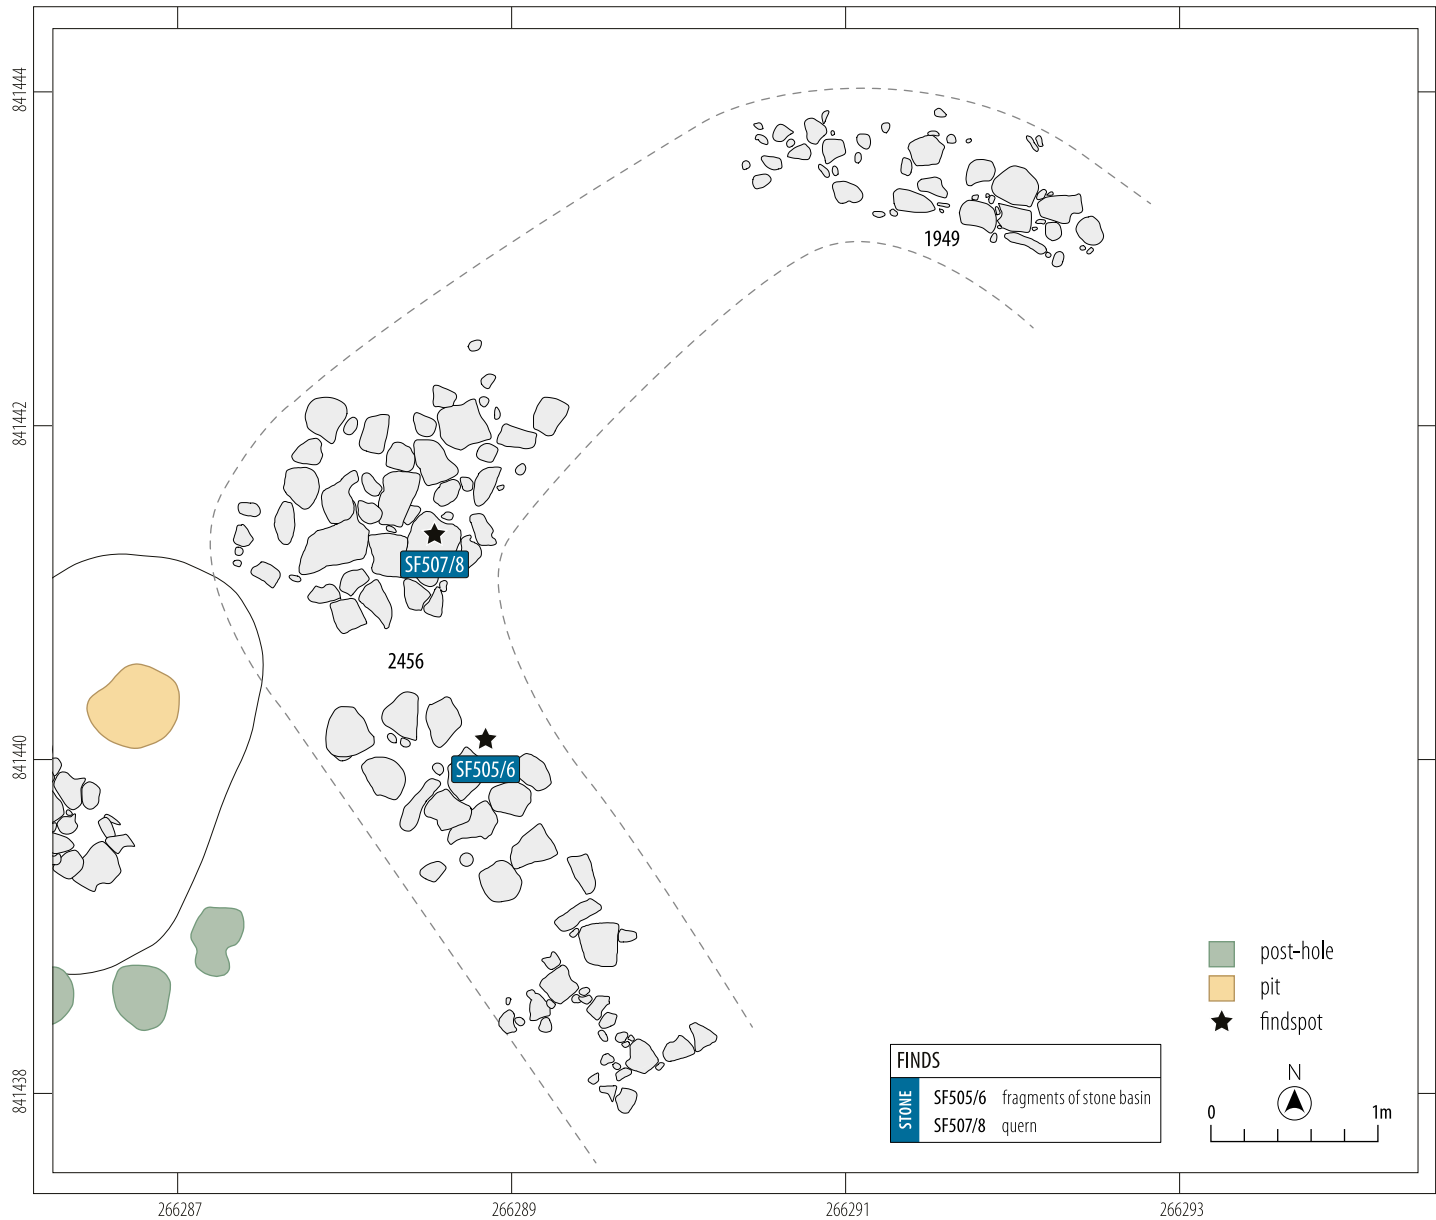 841444
841442
841440
841438
1949
SF507/8
2456
SF505/6
post-hole
pit
findspot
FINDS
STONE
SF505/6 fragments of stone basin
SF507/8 quern
N
0 1m
266287 266289 266291 266293